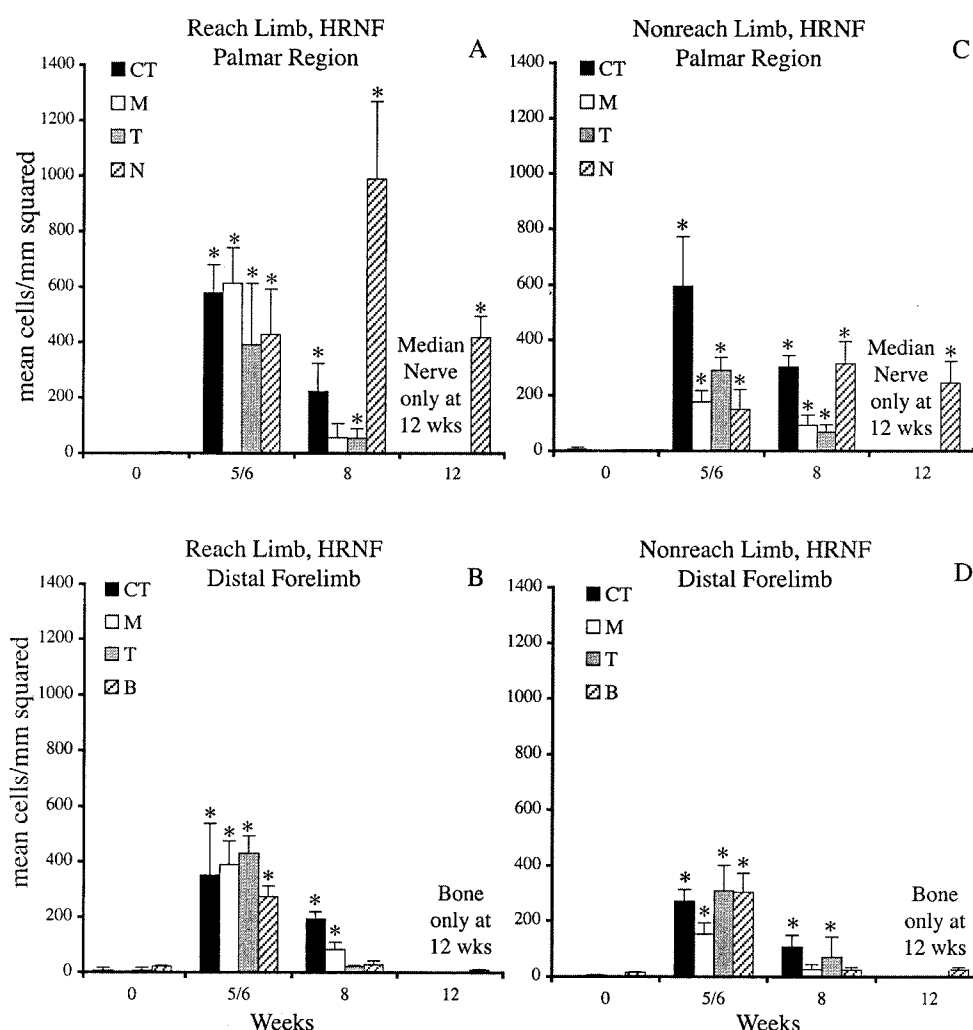 Reach Limb, HRNF
Palmar Region
A
mean cells/mm squared
1400
1200
1000
800
600
400
200
0
CT
M
T
N
* * * *
* * *
*
Median
Nerve
only at
12 wks
0 5/6 8 12
Nonreach Limb, HRNF
Palmar Region
C
1400
1200
1000
800
600
400
200
0
CT
M
T
N
* * * *
* * * *
*
Median
Nerve
only at
12 wks
0 5/6 8 12
Reach Limb, HRNF
Distal Forelimb
B
mean cells/mm squared
1400
1200
1000
800
600
400
200
0
CT
M
T
B
* * * *
* *
Bone
only at
12 wks
0 5/6 8 12
Weeks
Nonreach Limb, HRNF
Distal Forelimb
D
1400
1200
1000
800
600
400
200
0
CT
M
T
B
* * * *
* *
Bone
only at
12 wks
0 5/6 8 12
Weeks